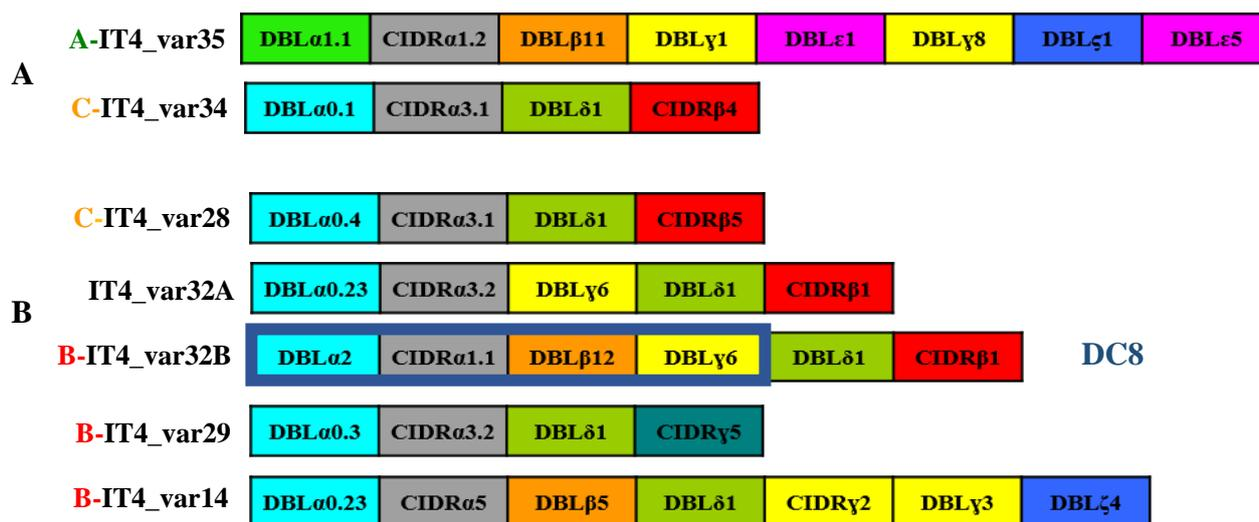 A-IT4_var35 DBLα1.1 CIDRα1.2 DBLβ11 DBLɣ1 DBLε1 DBLɣ8 DBLς1 DBLε5
A
C-IT4_var34 DBLα0.1 CIDRα3.1 DBLδ1 CIDRβ4
C-IT4_var28 DBLα0.4 CIDRα3.1 DBLδ1 CIDRβ5
IT4_var32A DBLα0.23 CIDRα3.2 DBLɣ6 DBLδ1 CIDRβ1
B
B-IT4_var32B DBLα2 CIDRα1.1 DBLβ12 DBLɣ6 DBLδ1 CIDRβ1 DC8
B-IT4_var29 DBLα0.3 CIDRα3.2 DBLδ1 CIDRɣ5
B-IT4_var14 DBLα0.23 CIDRα5 DBLβ5 DBLδ1 CIDRɣ2 DBLɣ3 DBLζ4